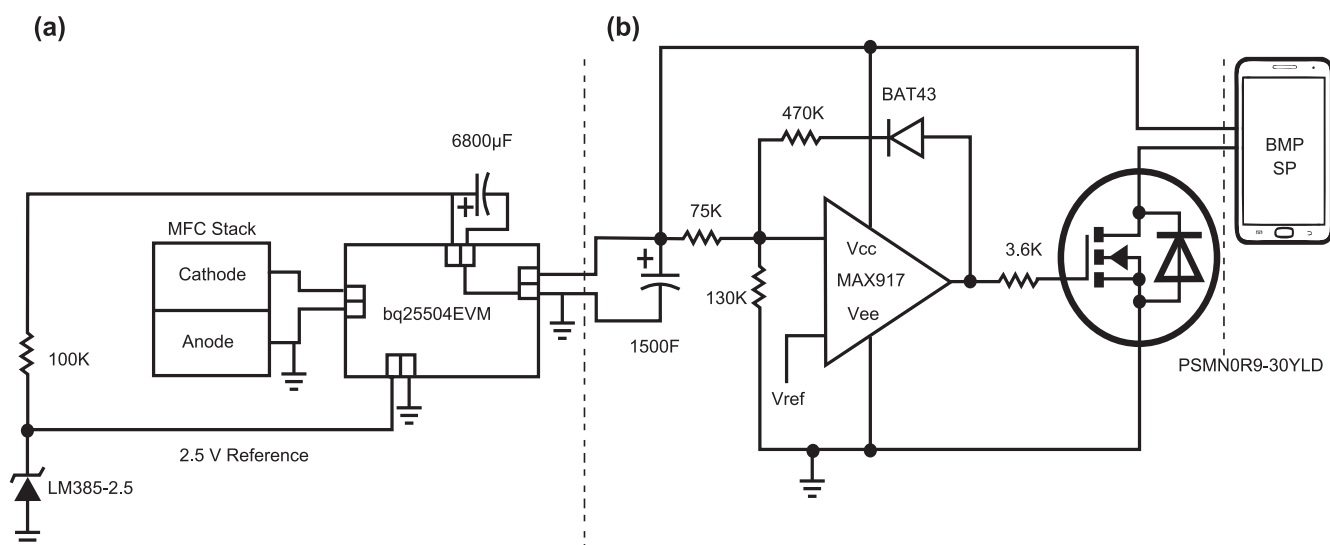 (a)
(b)
BAT43
470K
6800µF
BMP
SP
MFC Stack
75K
Cathode
Vcc
3.6K
MAX917
130K
bq25504EVM
Vee
Anode
1500F
100K
PSMN0R9-30YLD
Vref
2.5 V Reference
LM385-2.5